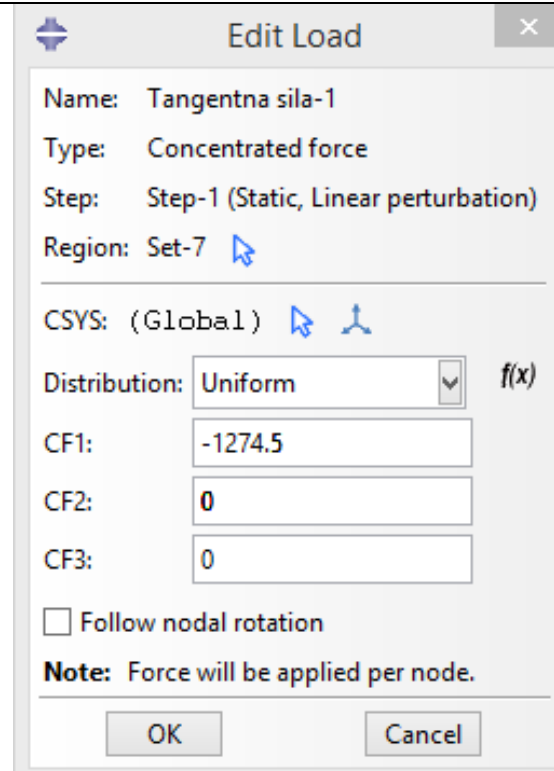 Edit Load
Name: Tangentna sila-1
Type: Concentrated force
Step: Step-1 (Static, Linear perturbation)
Region: Set-7
CSYS: (Global)
Distribution: Uniform f(x)
CF1: -1274.5
CF2: 0
CF3: 0
Follow nodal rotation
Note: Force will be applied per node.
OK Cancel